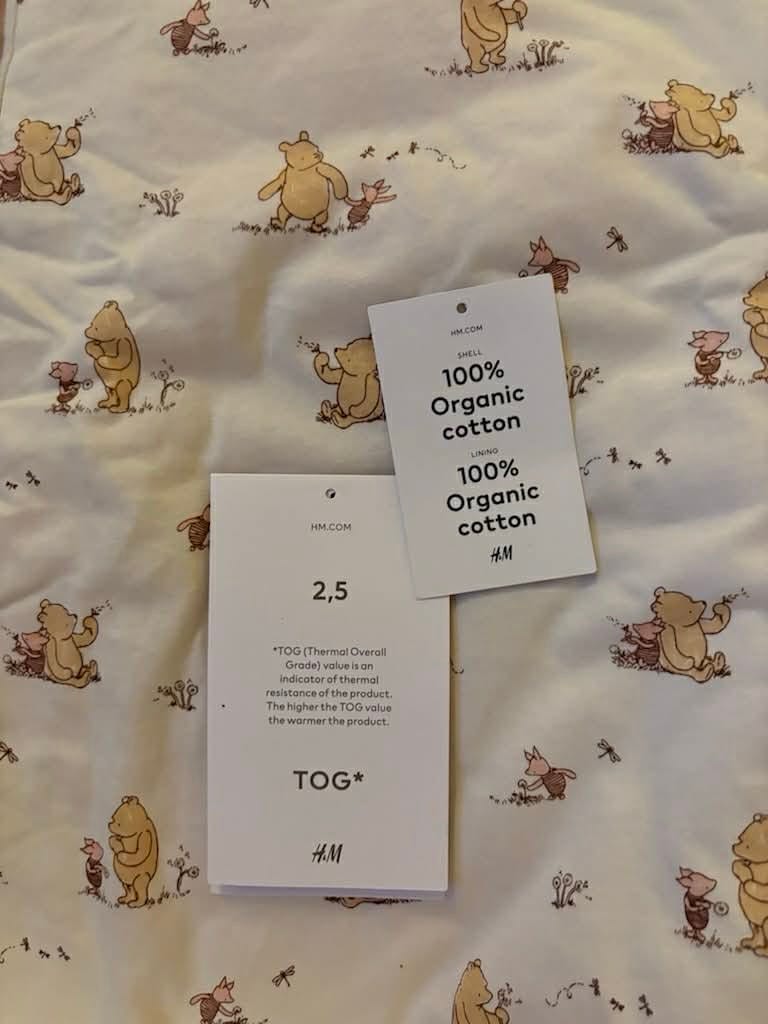 HM.COM
SHELL
100%
Organic
cotton
LINING
100%
Organic
cotton
H&M
HM.COM
2,5
*TOG (Thermal Overall
Grade) value is an
indicator of thermal
resistance of the product.
The higher the TOG value
the warmer the product.
TOG*
H&M